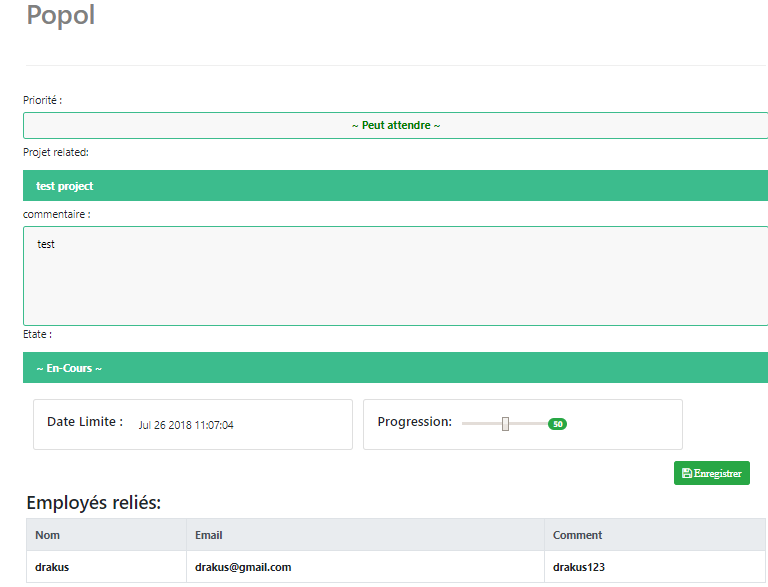 Popol
Priorité :
~ Peut attendre ~
Projet related:
test project
commentaire :
test
Etate :
~ En-Cours ~
Date Limite : Jul 26 2018 11:07:04
Progression: 50
Enregistrer
Employés reliés:
Nom Email Comment
drakus drakus@gmail.com drakus123